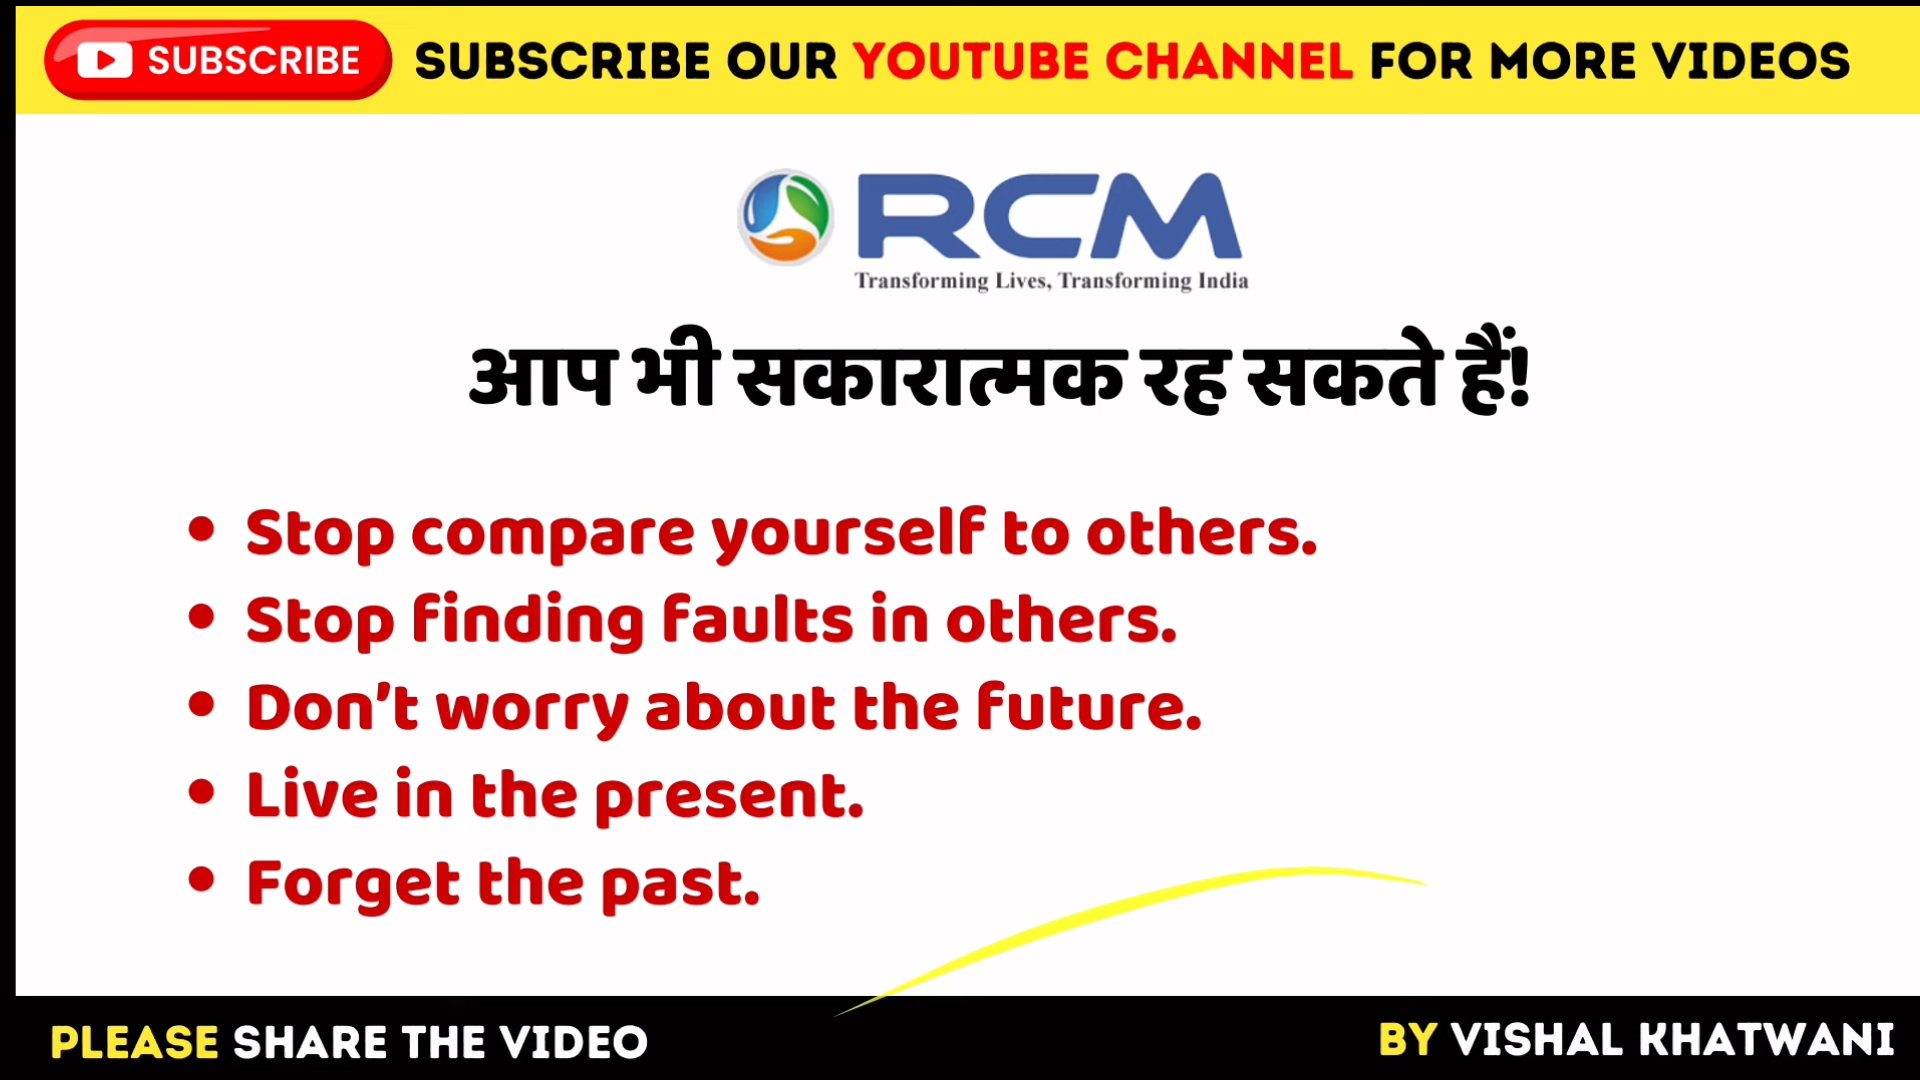 SUBSCRIBE SUBSCRIBE OUR YOUTUBE CHANNEL FOR MORE VIDEOS
RCM
Transforming Lives, Transforming India
आप भी सकारात्मक रह सकते हैं!
• Stop compare yourself to others.
• Stop finding faults in others.
• Don't worry about the future.
• Live in the present.
• Forget the past.
PLEASE SHARE THE VIDEO
BY VISHAL KHATWANI